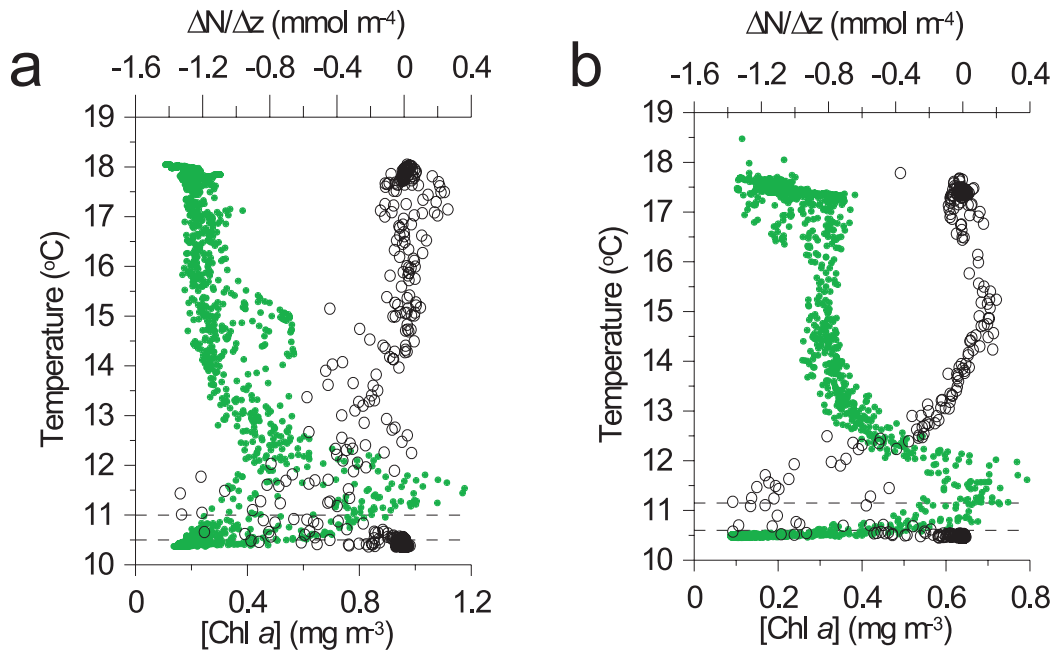 a
ΔN/Δz (mmol m-4)
-1.6 -1.2 -0.8 -0.4 0 0.4
19
18
17
16
15
14
13
12
11
10
Temperature (oC)
0 0.4 0.8 1.2
[Chl a] (mg m-3)
b
ΔN/Δz (mmol m-4)
-1.6 -1.2 -0.8 -0.4 0 0.4
19
18
17
16
15
14
13
12
11
10
Temperature (oC)
0 0.2 0.4 0.6 0.8
[Chl a] (mg m-3)